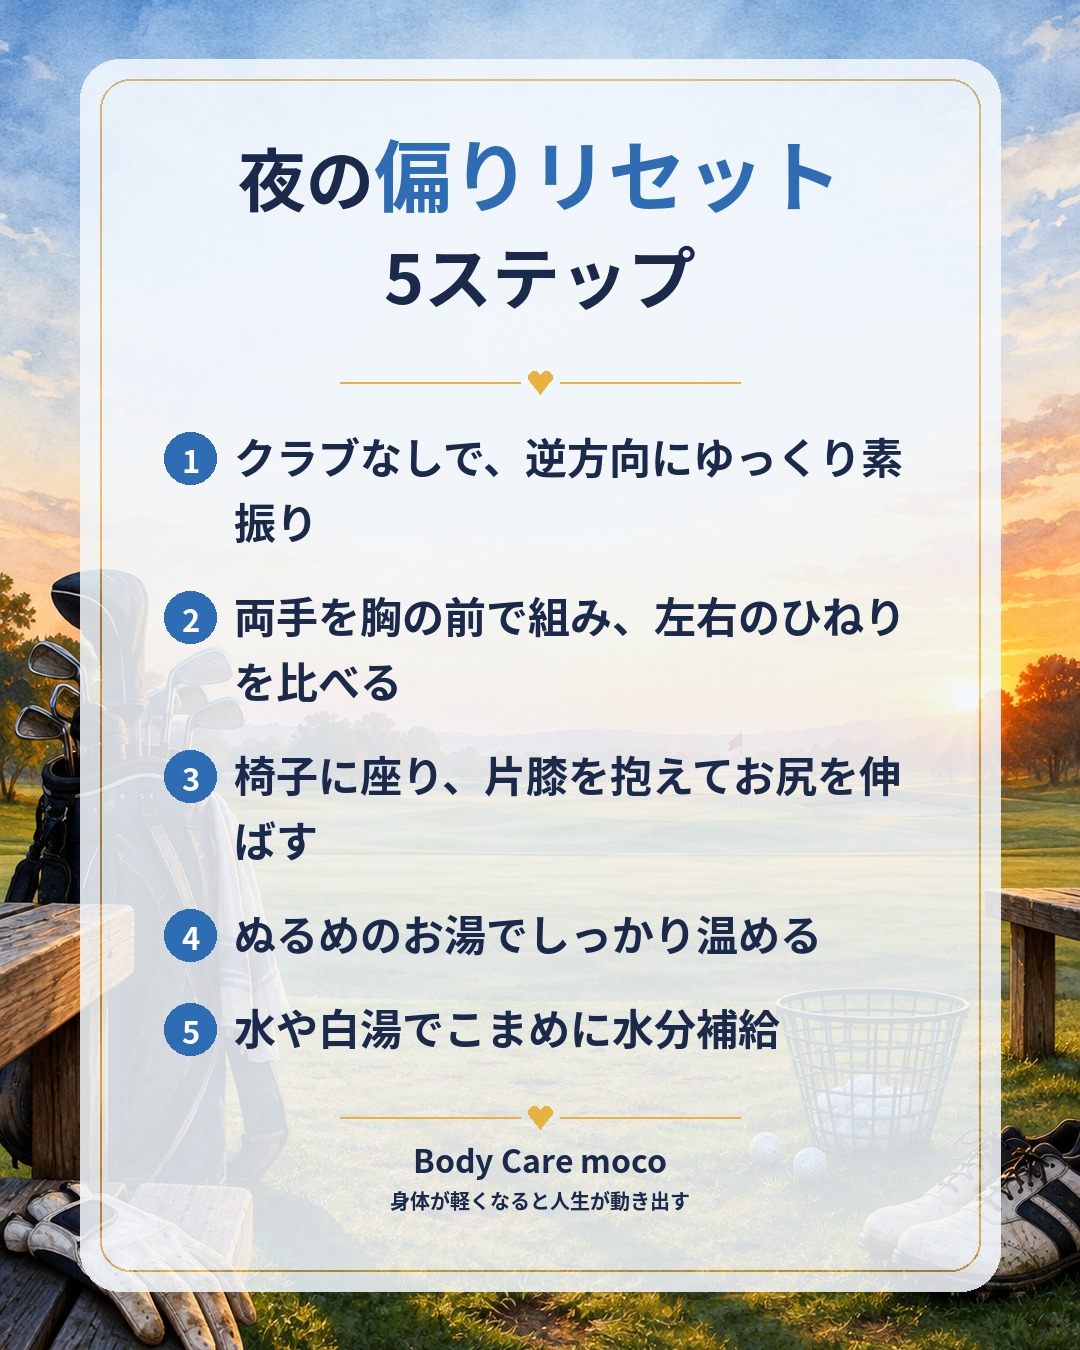 夜の偏りリセット
5ステップ
1 クラブなしで、逆方向にゆっくり素
振り
2 両手を胸の前で組み、左右のひねり
を比べる
3 椅子に座り、片膝を抱えてお尻を伸
ばす
4 ぬるめのお湯でしっかり温める
5 水や白湯でこまめに水分補給
Body Care moco
身体が軽くなると人生が動き出す